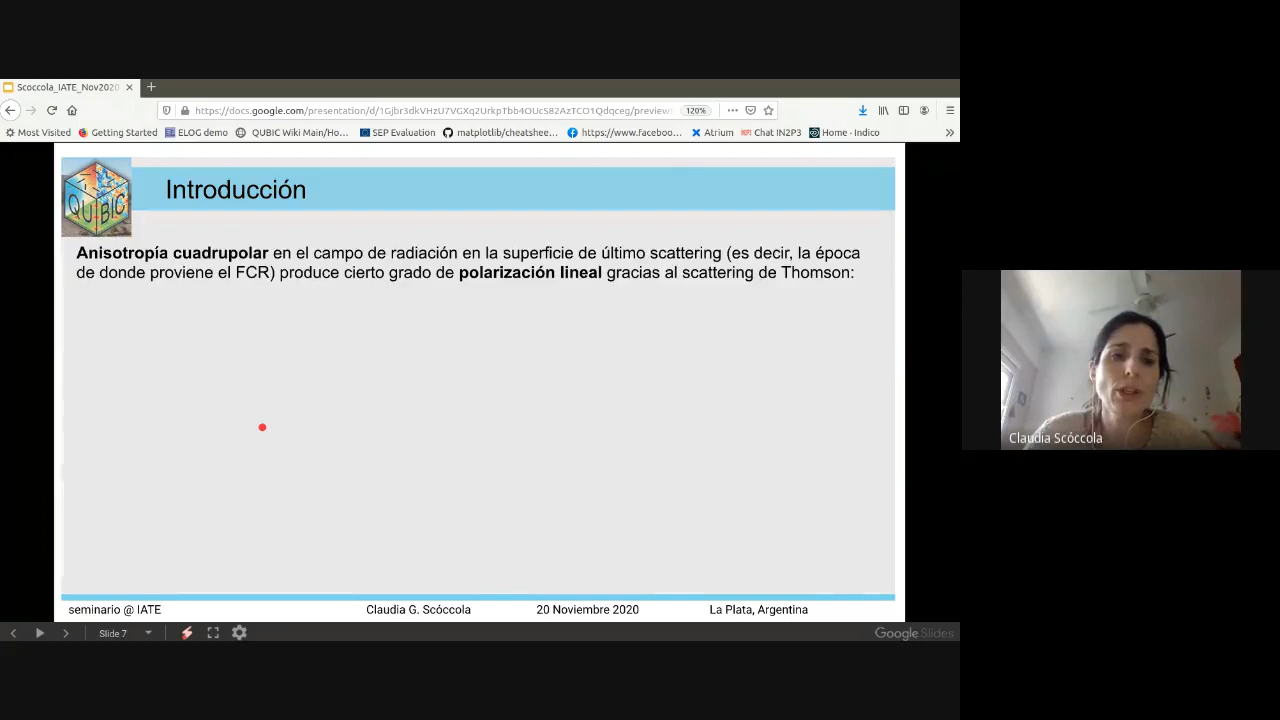 Scoccola_IATE_Nov2020
https://docs.google.com/presentation/d/1Gjbr3dkVHzU7VGXq2UrkpTbb4OUcS82AzTCO1Qdqceg/preview
120%
Most Visited Getting Started ELOG demo QUBIC Wiki Main/Ho... SEP Evaluation matplotlib/cheatshee... https://www.faceboo... Atrium Chat IN2P3 Home · Indico
QUBIC
Introducción
Anisotropía cuadrupolar en el campo de radiación en la superficie de último scattering (es decir, la época
de donde proviene el FCR) produce cierto grado de polarización lineal gracias al scattering de Thomson:
seminario @ IATE Claudia G. Scóccola 20 Noviembre 2020 La Plata, Argentina
Slide 7
Google Slides
Claudia Scóccola